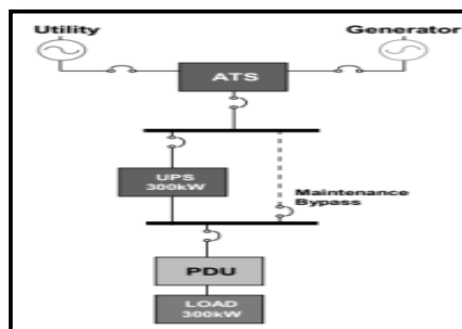 Utility
Generator
ATS
UPS
300kW
Maintenance
Bypass
PDU
LOAD
300kW